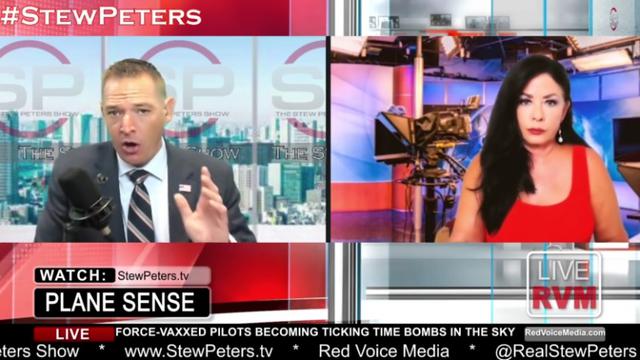 #StewPeters
SP
THE STEW PETERS SHOW
SP
THE STEW PETERS SHOW
WATCH: StewPeters.tv
PLANE SENSE
LIVE
RVM
LIVE FORCE-VAXXED PILOTS BECOMING TICKING TIME BOMBS IN THE SKY RedVoiceMedia.com
eters Show * www.StewPeters.tv * Red Voice Media * @RealStewPeters